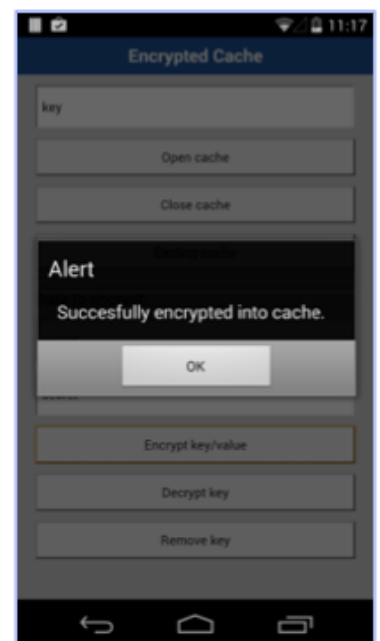 11:17
Encrypted Cache
key
Open cache
Close cache
Alert
Succesfully encrypted into cache.
OK
Encrypt key/value
Decrypt key
Remove key